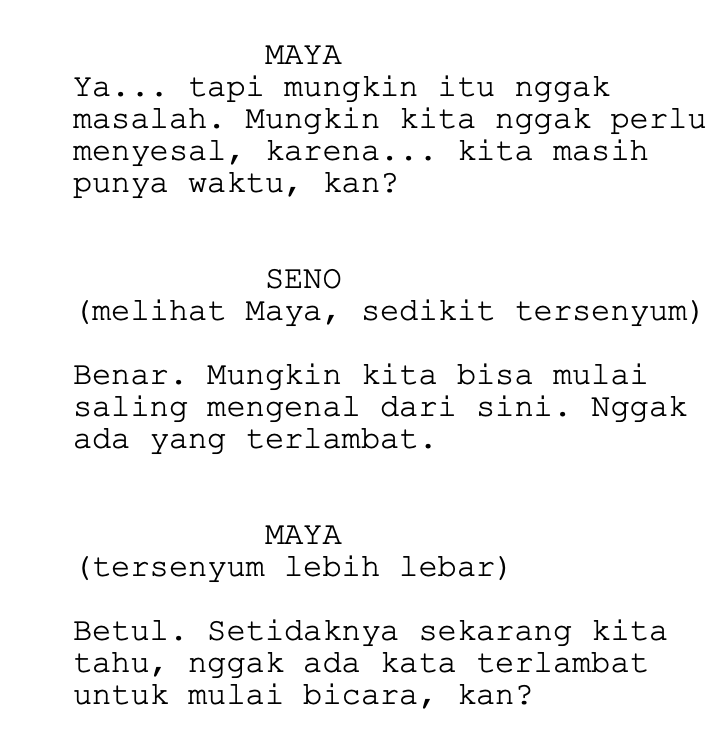 MAYA
Ya... tapi mungkin itu nggak
masalah. Mungkin kita nggak perlu
menyesal, karena... kita masih
punya waktu, kan?
SENO
(melihat Maya, sedikit tersenyum)
Benar. Mungkin kita bisa mulai
saling mengenal dari sini. Nggak
ada yang terlambat.
MAYA
(tersenyum lebih lebar)
Betul. Setidaknya sekarang kita
tahu, nggak ada kata terlambat
untuk mulai bicara, kan?